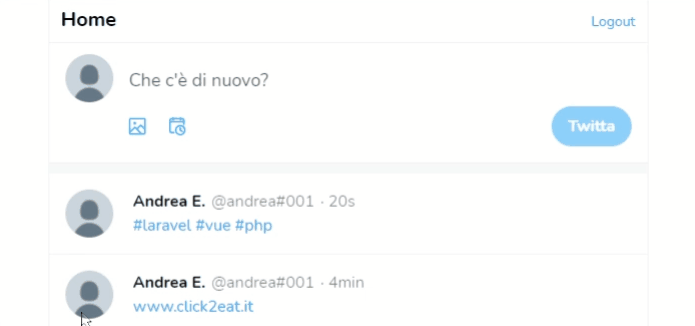 Home
Logout
Che c'è di nuovo?
Twitta
Andrea E. @andrea#001 · 20s
#laravel #vue #php
Andrea E. @andrea#001 · 4min
www.click2eat.it